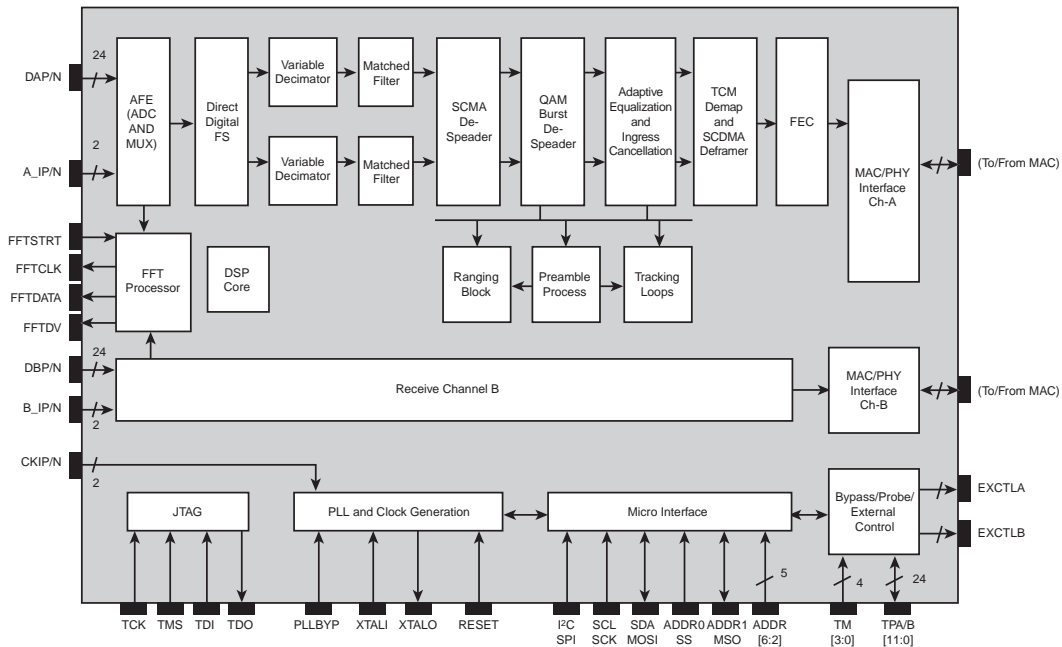 24
DAP/N
2
A_IP/N
AFE
(ADC
AND
MUX)
Direct
Digital
FS
Variable
Decimator
Matched
Filter
Variable
Decimator
Matched
Filter
SCMA
De-
Speader
QAM
Burst
De-
Speader
Adaptive
Equalization
and
Ingress
Cancellation
TCM
Demap
and
SCDMA
Deframer
FEC
MAC/PHY
Interface
Ch-A
(To/From MAC)
FFTSTRT
FFTCLK
FFTDATA
FFTDV
FFT
Processor
DSP
Core
Ranging
Block
Preamble
Process
Tracking
Loops
24
DBP/N
B_IP/N
2
Receive Channel B
MAC/PHY
Interface
Ch-B
(To/From MAC)
CKIP/N
2
JTAG
PLL and Clock Generation
Micro Interface
Bypass/Probe/
External
Control
EXCTLA
EXCTLB
5
4
24
TCK
TMS
TDI
TDO
PLLBYP
XTALI
XTALO
RESET
I²C
SPI
SCL
SCK
SDA
MOSI
ADDR0
SS
ADDR1
MSO
ADDR
[6:2]
TM
[3:0]
TPA/B
[11:0]